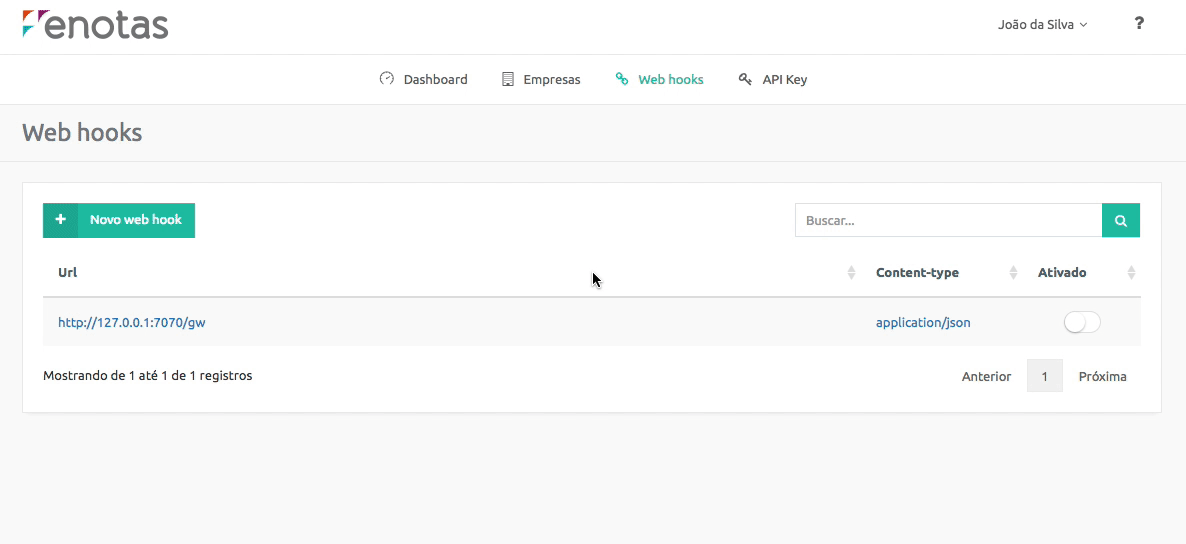 enotas
João da Silva
?
Dashboard Empresas Web hooks API Key
Web hooks
+ Novo web hook
Buscar...
Url Content-type Ativado
http://127.0.0.1:7070/gw application/json
Mostrando de 1 até 1 de 1 registros
Anterior 1 Próxima